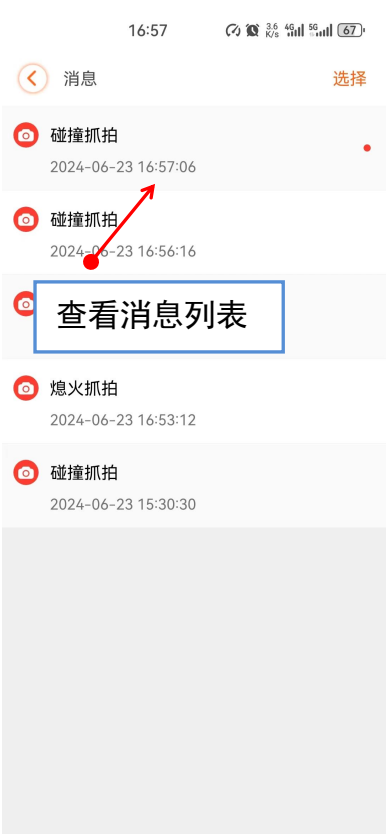 16:57
3.6 K/s 4G 5G 67
消息
选择
碰撞抓拍
2024-06-23 16:57:06
碰撞抓拍
2024-06-23 16:56:16
查看消息列表
熄火抓拍
2024-06-23 16:53:12
碰撞抓拍
2024-06-23 15:30:30